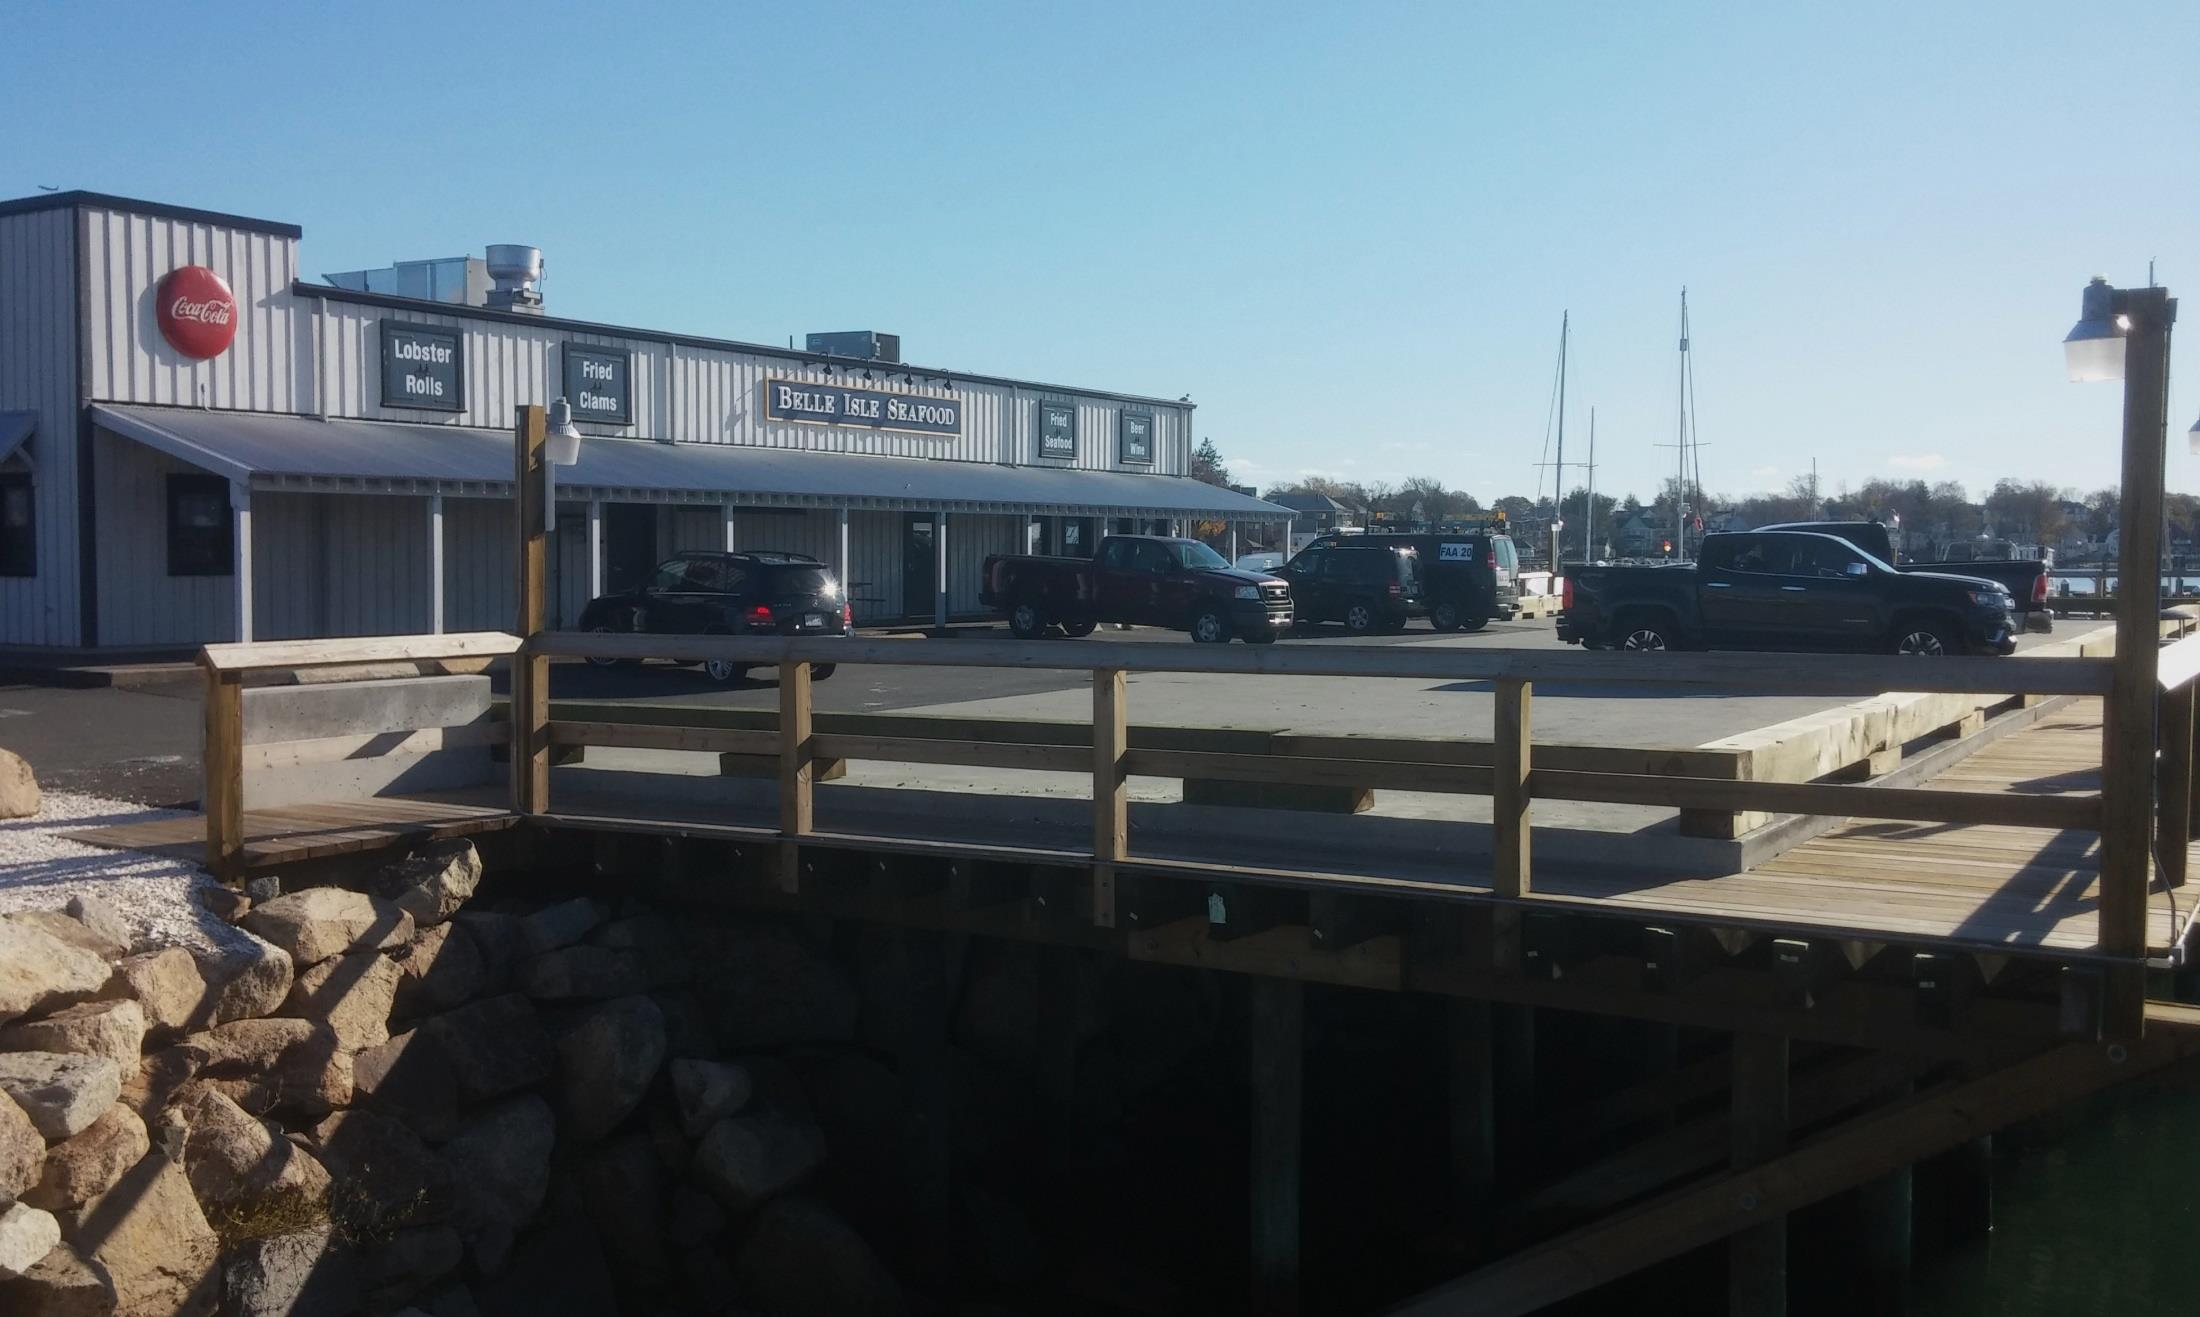 Coca-Cola
Lobster
Rolls
Fried
Clams
BELLE ISLE SEAFOOD
Fried
Seafood
Beer
Wine
FAA 20